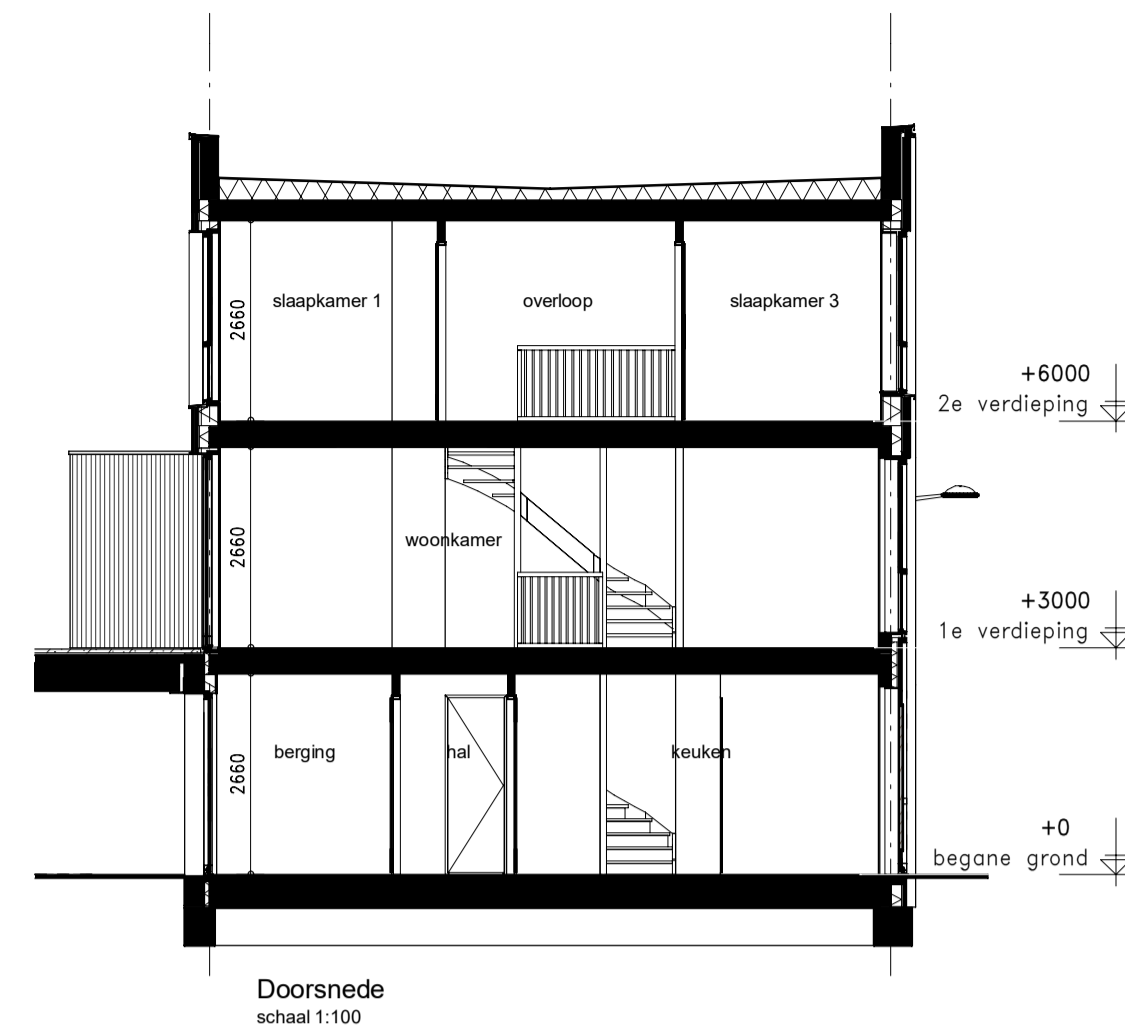 2660
slaapkamer 1
overloop
slaapkamer 3
+6000
2e verdieping
2660
woonkamer
+3000
1e verdieping
2660
berging
hal
keuken
+0
begane grond
Doorsnede
schaal 1:100